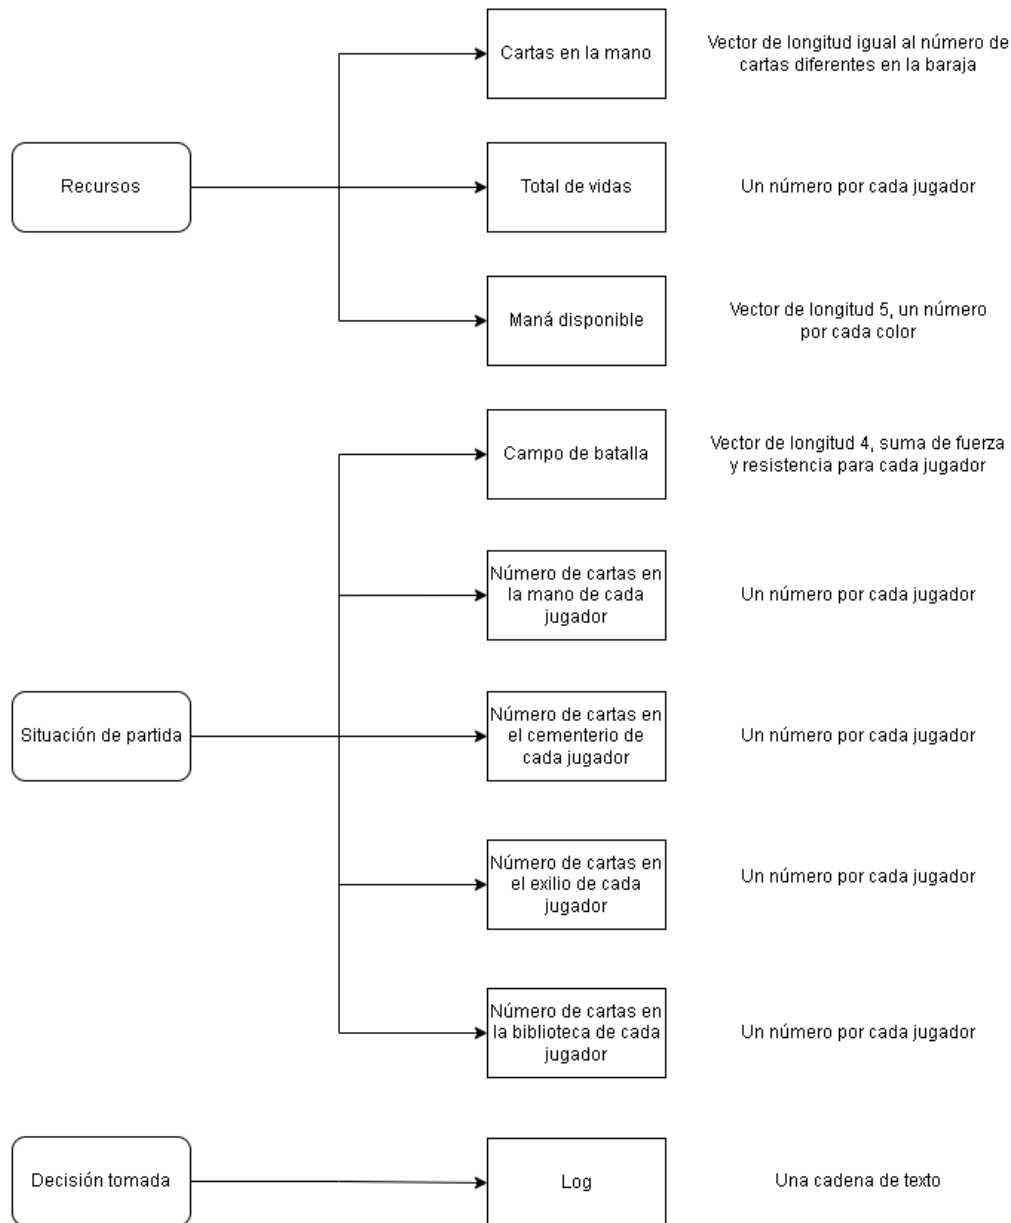 Cartas en la mano
Vector de longitud igual al número de
cartas diferentes en la baraja
Recursos
Total de vidas
Un número por cada jugador
Maná disponible
Vector de longitud 5, un número
por cada color
Campo de batalla
Vector de longitud 4, suma de fuerza
y resistencia para cada jugador
Número de cartas en
la mano de cada
jugador
Un número por cada jugador
Situación de partida
Número de cartas en
el cementerio de
cada jugador
Un número por cada jugador
Número de cartas en
el exilio de cada
jugador
Un número por cada jugador
Número de cartas en
la biblioteca de cada
jugador
Un número por cada jugador
Decisión tomada
Log
Una cadena de texto